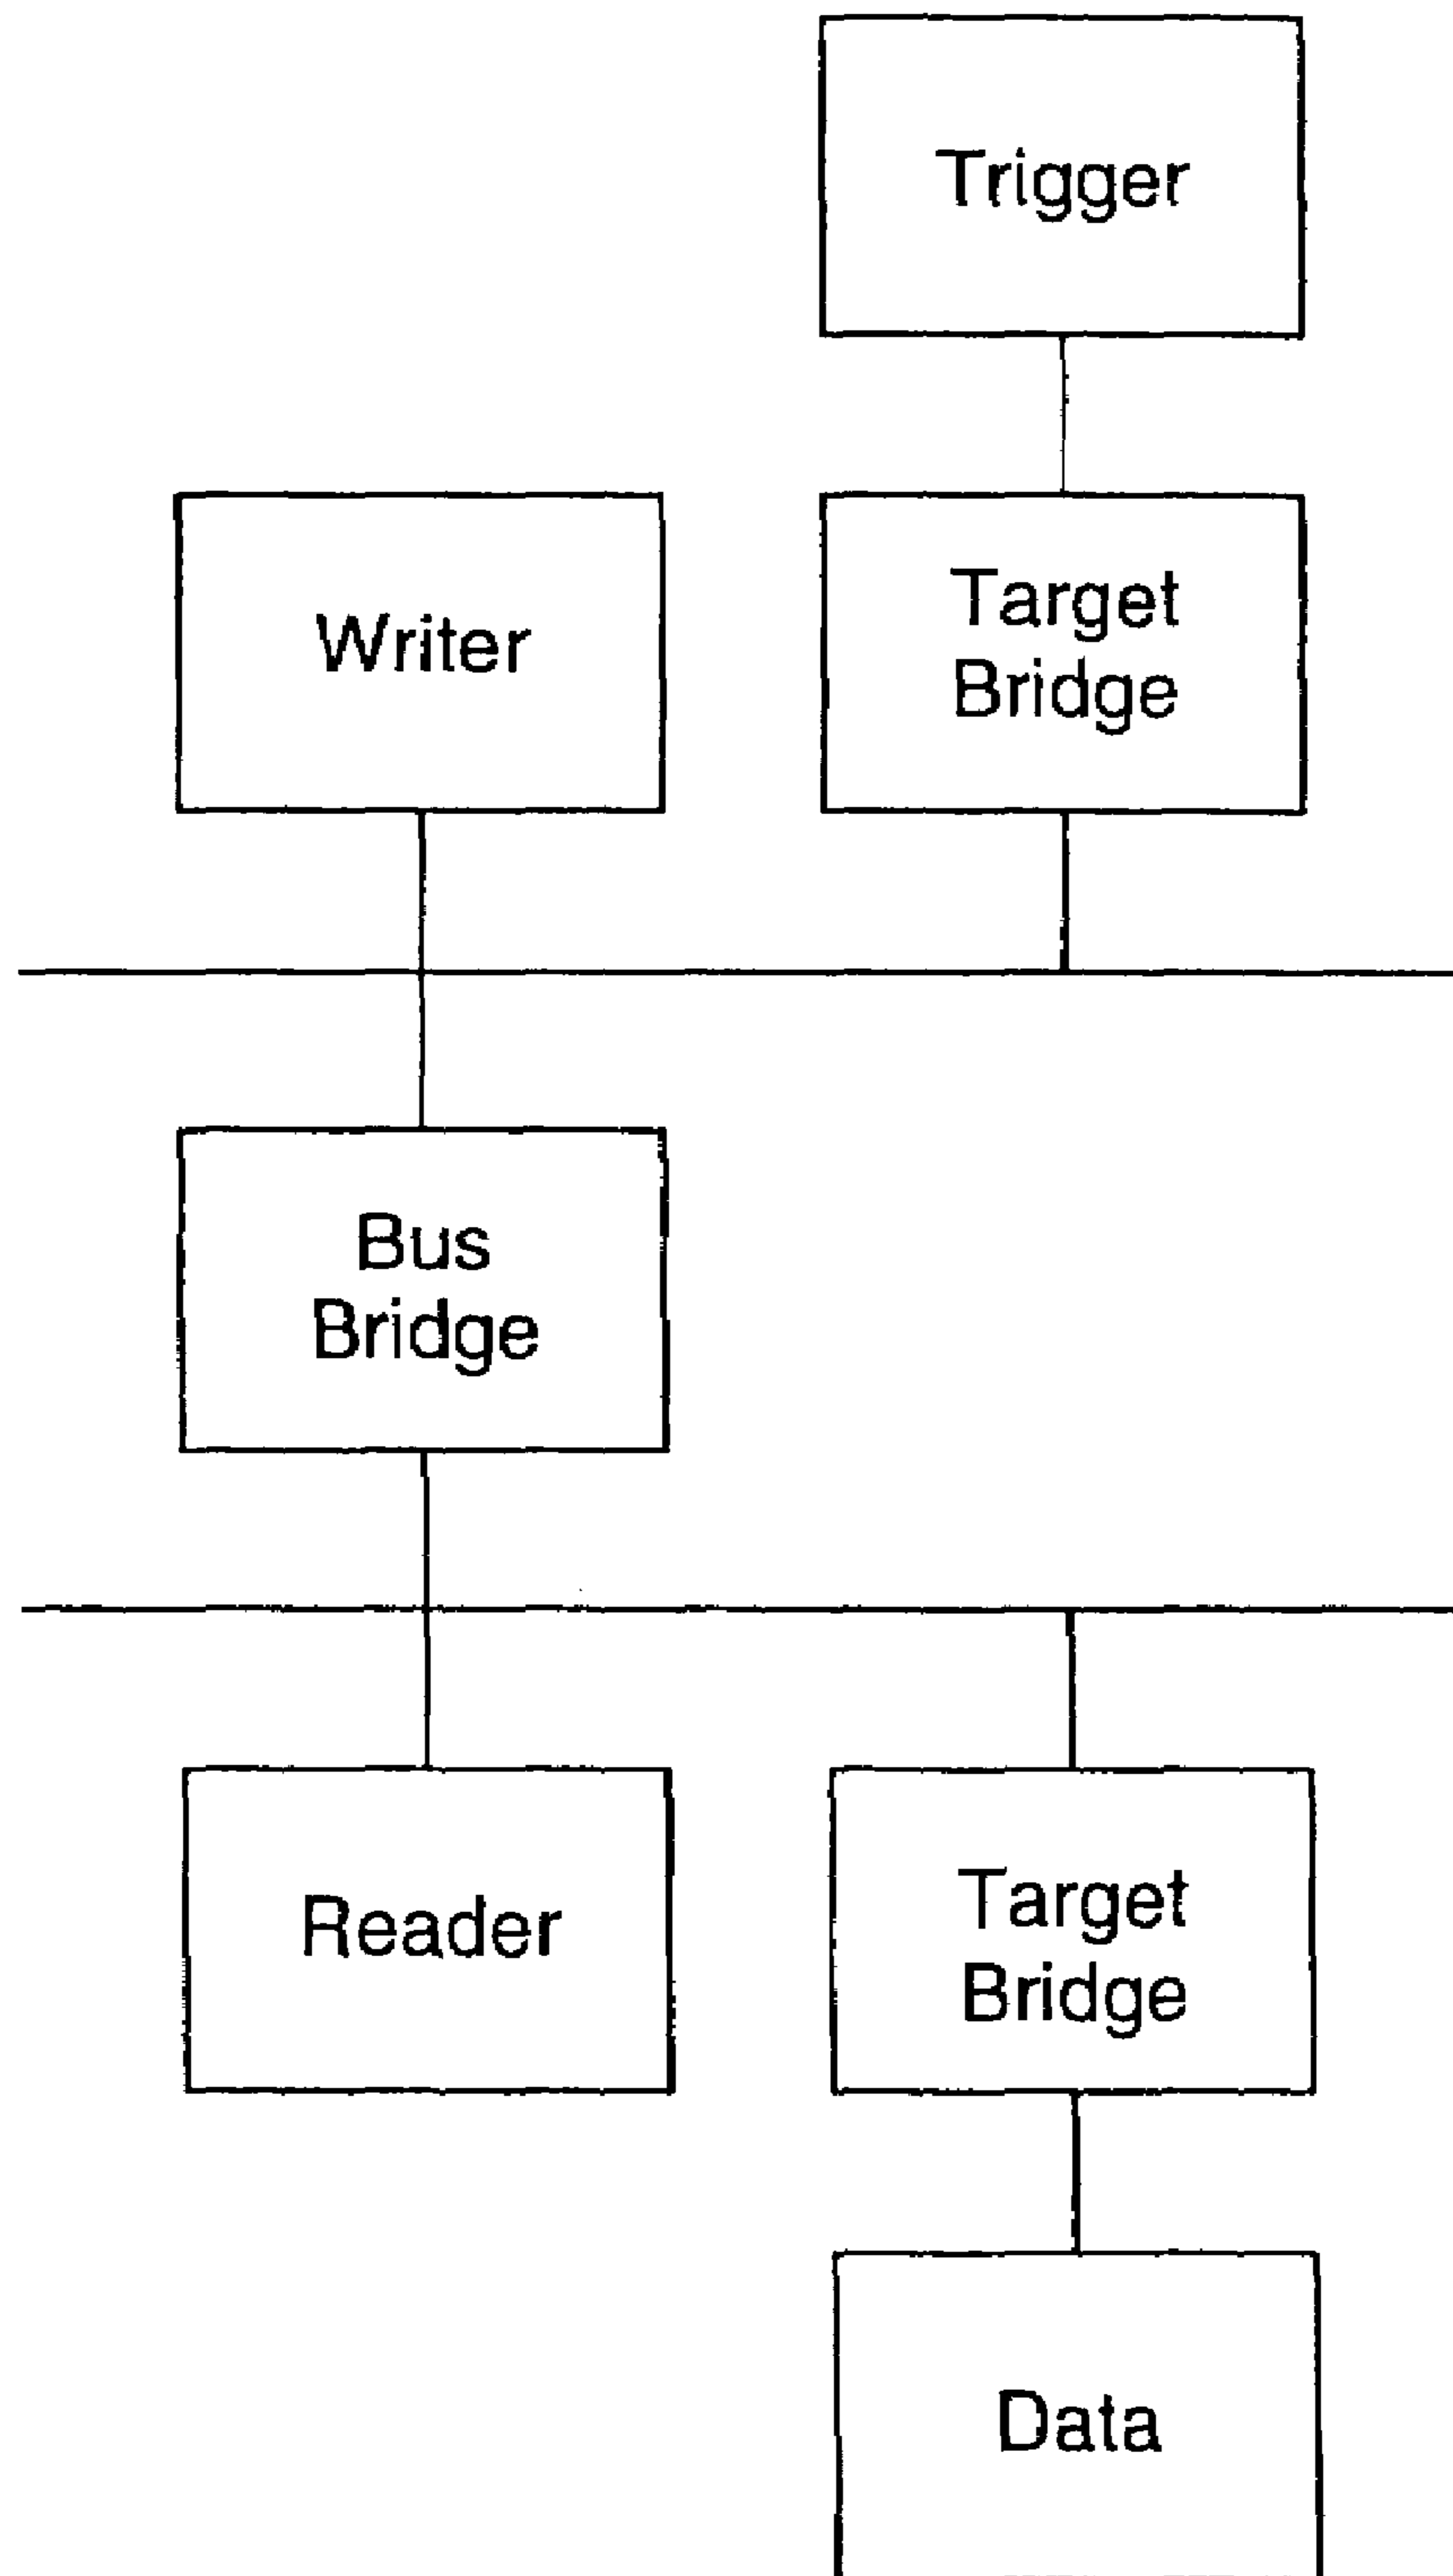 Trigger
Writer
Target
Bridge
Bus
Bridge
Reader
Target
Bridge
Data